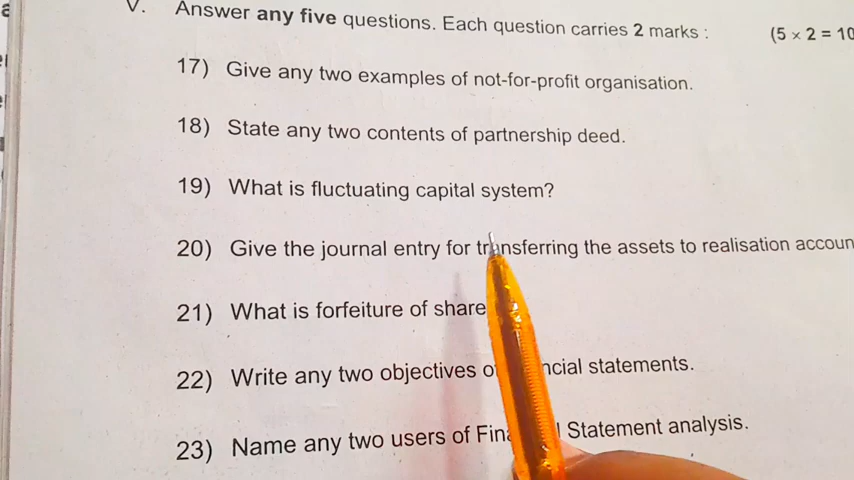 V. Answer any five questions. Each question carries 2 marks : (5 × 2 = 10
17) Give any two examples of not-for-profit organisation.
18) State any two contents of partnership deed.
19) What is fluctuating capital system?
20) Give the journal entry for transferring the assets to realisation accoun
21) What is forfeiture of share
22) Write any two objectives of ncial statements.
23) Name any two users of Fin l Statement analysis.